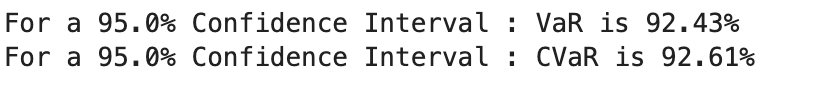 For a 95.0% Confidence Interval : VaR is 92.43%
For a 95.0% Confidence Interval : CVaR is 92.61%